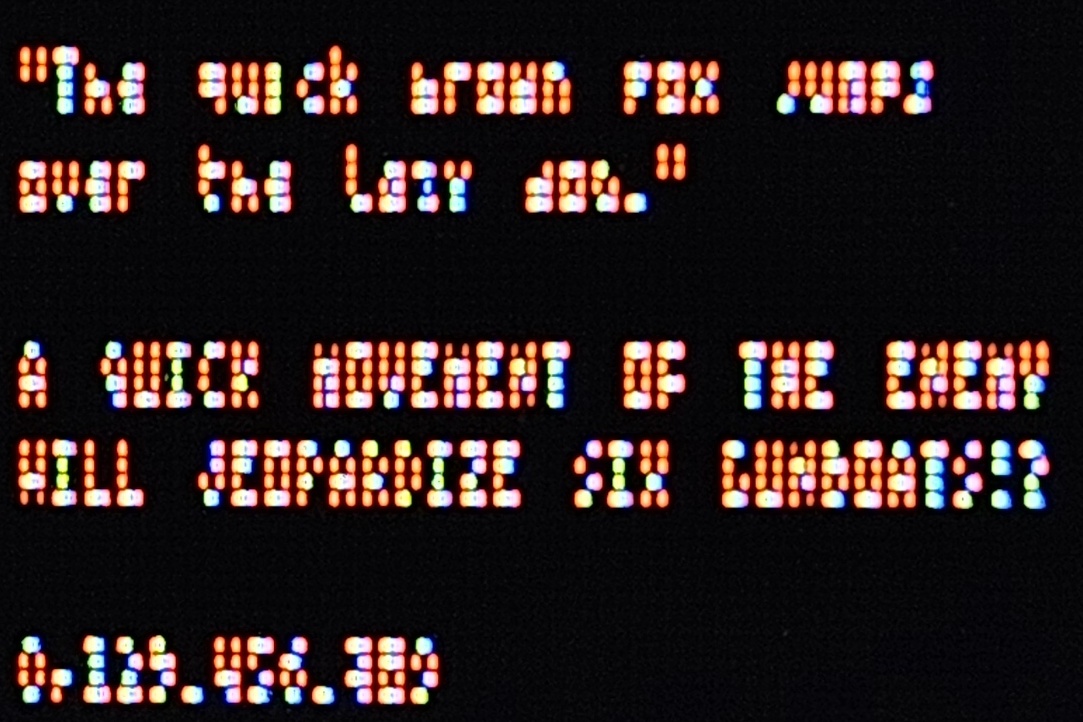 "The quick brown fox jumps
over the lazy dog."
A QUICK MOVEMENT OF THE ENEMY
WILL JEOPARDIZE SIX GUNBOATS!?
0,123.456.789